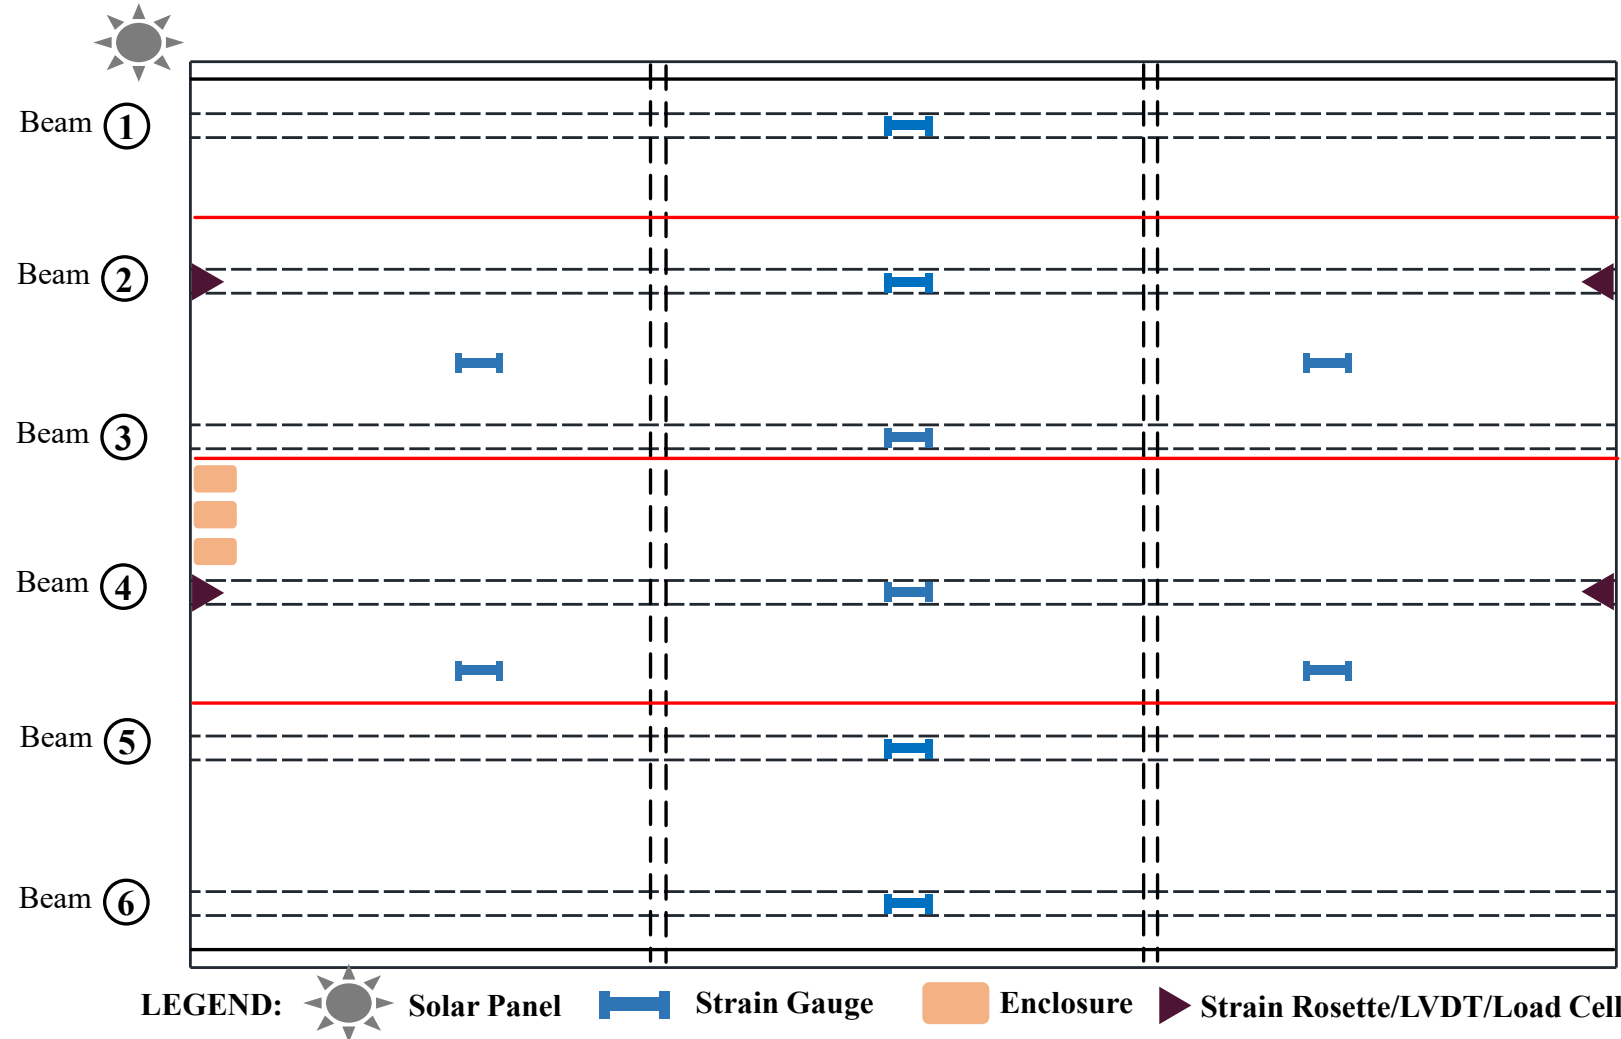 Beam 1
Beam 2
Beam 3
Beam 4
Beam 5
Beam 6
LEGEND: Solar Panel Strain Gauge Enclosure Strain Rosette/LVDT/Load Cell